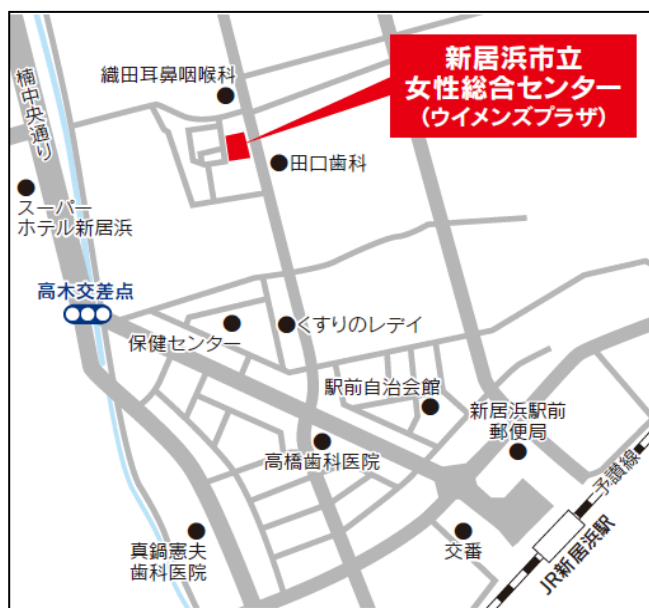 新居浜市立
女性総合センター
（ウイメンズプラザ）
織田耳鼻咽喉科
楠中央通り
田口歯科
スーパー
ホテル新居浜
高木交差点
保健センター
くすりのレデイ
駅前自治会館
新居浜駅前
郵便局
高橋歯科医院
予讃線
真鍋憲夫
歯科医院
交番
JR新居浜駅